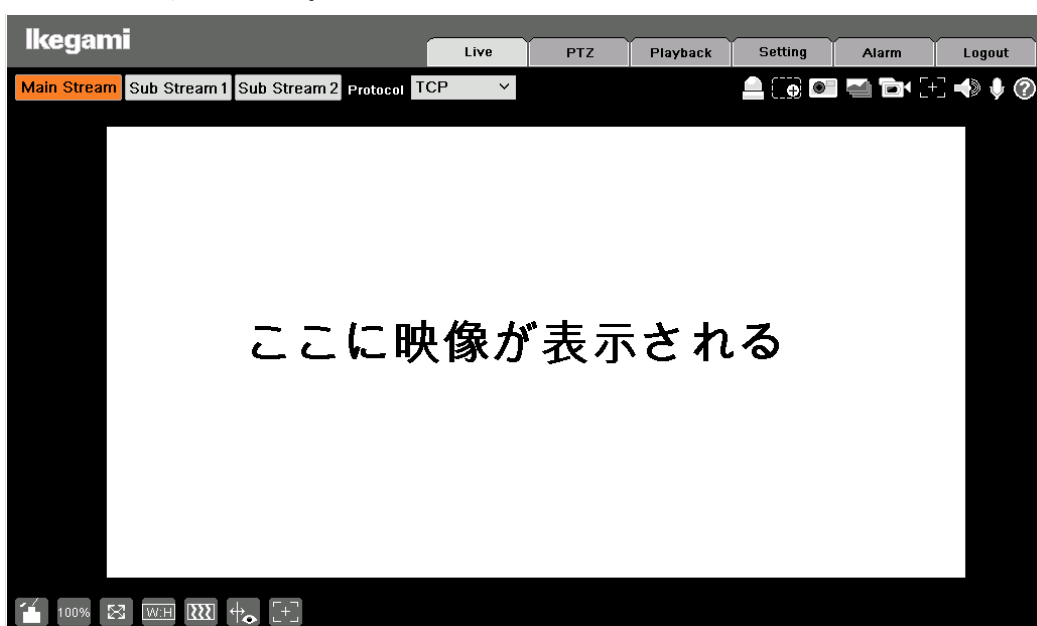 Ikegami
Live PTZ Playback Setting Alarm Logout
Main Stream Sub Stream 1 Sub Stream 2 Protocol TCP
ここに映像が表示される
100% W:H